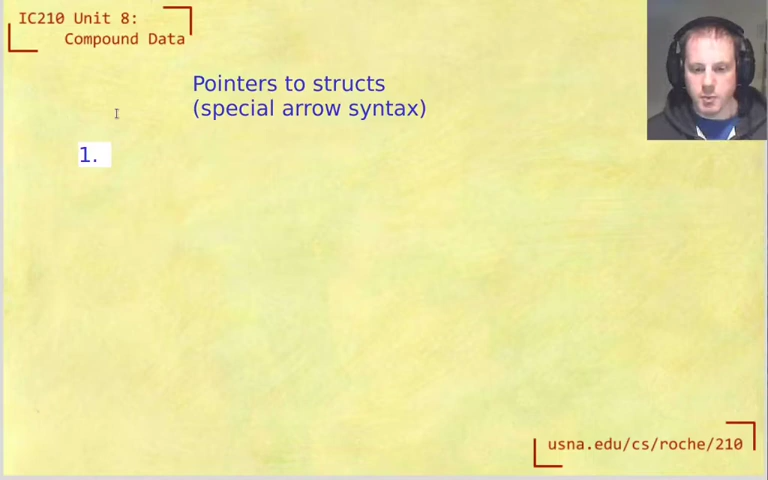 IC210 Unit 8:
Compound Data
Pointers to structs
(special arrow syntax)
1.
usna.edu/cs/roche/210